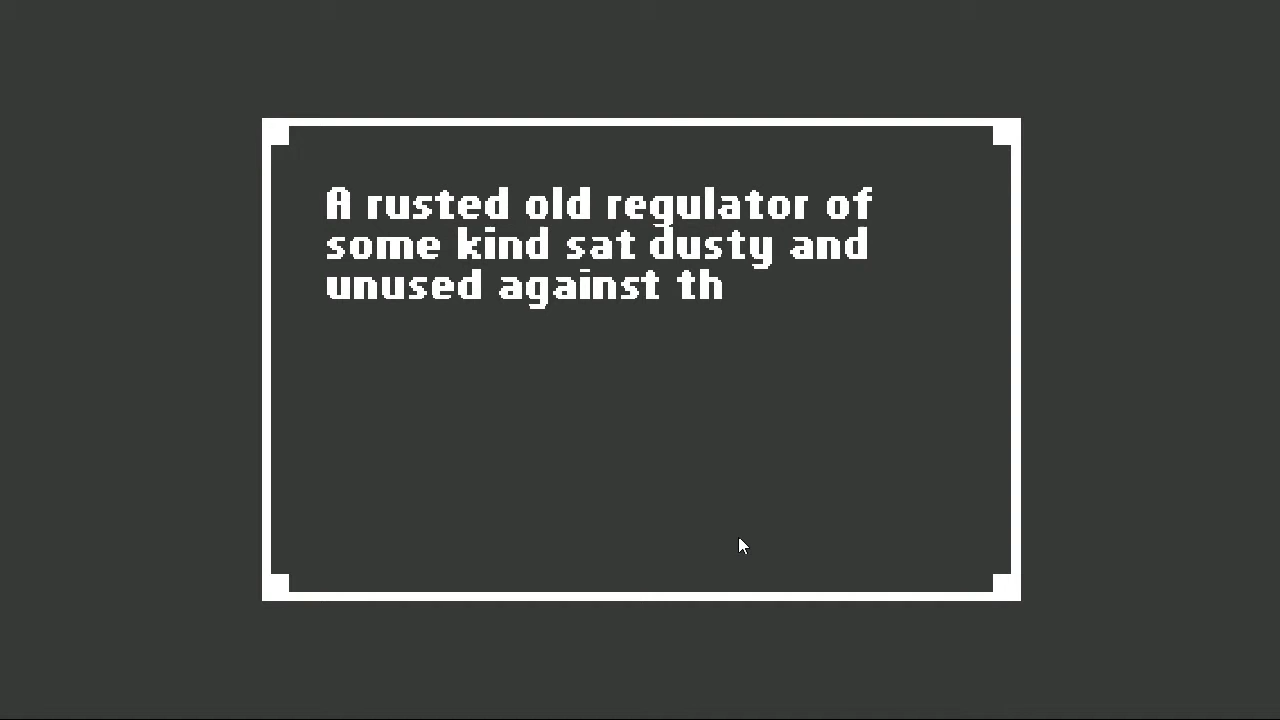 A rusted old regulator of
some kind sat dusty and
unused against th